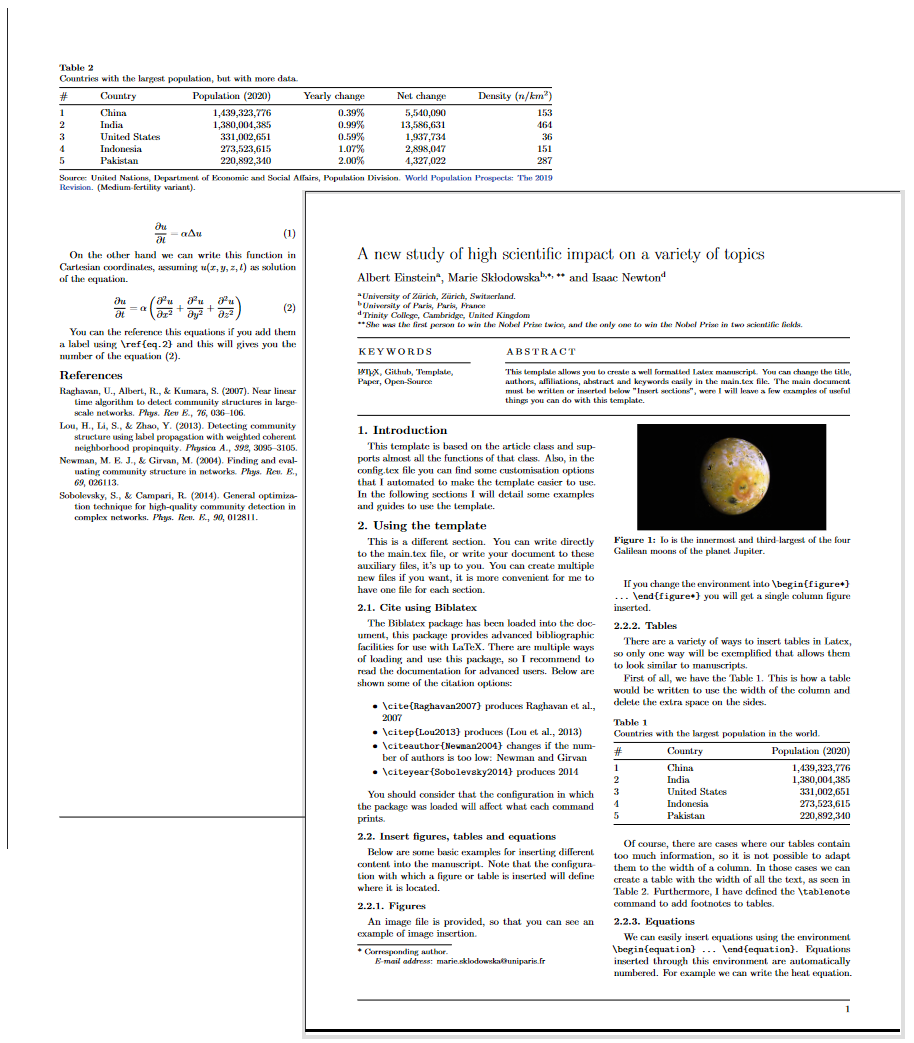 Table 2
Countries with the largest population, but with more data.
# Country Population (2020) Yearly change Net change Density (n/km²)
1 China 1,439,323,776 0.39% 5,540,090 153
2 India 1,380,004,385 0.99% 13,586,631 464
3 United States 331,002,651 0.59% 1,937,734 36
4 Indonesia 273,523,615 1.07% 2,898,047 151
5 Pakistan 220,892,340 2.00% 4,327,022 287
Source: United Nations, Department of Economic and Social Affairs, Population Division. World Population Prospects: The 2019
Revision. (Medium-fertility variant).
∂u/∂t = αΔu (1)
On the other hand we can write this function in
Cartesian coordinates, assuming u(x, y, z, t) as solution
of the equation.
∂u/∂t = α (∂²u/∂x² + ∂²u/∂y² + ∂²u/∂z²) (2)
You can the reference this equations if you add them
a label using \ref{eq.2} and this will gives you the
number of the equation (2).
References
Raghavan, U., Albert, R., & Kumara, S. (2007). Near linear
time algorithm to detect community structures in large-
scale networks. Phys. Rev E., 76, 036–106.
Lou, H., Li, S., & Zhao, Y. (2013). Detecting community
structure using label propagation with weighted coherent
neighborhood propinquity. Physica A., 392, 3095–3105.
Newman, M. E. J., & Girvan, M. (2004). Finding and eval-
uating community structure in networks. Phys. Rev. E.,
69, 026113.
Sobolevsky, S., & Campari, R. (2014). General optimiza-
tion technique for high-quality community detection in
complex networks. Phys. Rev. E., 90, 012811.
A new study of high scientific impact on a variety of topics
Albert Einsteinᵃ, Marie Skłodowskaᵇ,*, ** and Isaac Newtonᵈ
ᵃUniversity of Zürich, Zürich, Switzerland.
ᵇUniversity of Paris, Paris, France
ᵈTrinity College, Cambridge, United Kingdom
**She was the first person to win the Nobel Prize twice, and the only one to win the Nobel Prize in two scientific fields.
KEYWORDS
LATEX, Github, Template,
Paper, Open-Source
ABSTRACT
This template allows you to create a well formatted Latex manuscript. You can change the title,
authors, affiliations, abstract and keywords easily in the main.tex file. The main document
must be written or inserted below "Insert sections", were I will leave a few examples of useful
things you can do with this template.
1. Introduction
This template is based on the article class and sup-
ports almost all the functions of that class. Also, in the
config.tex file you can find some customisation options
that I automated to make the template easier to use.
In the following sections I will detail some examples
and guides to use the template.
2. Using the template
This is a different section. You can write directly
to the main.tex file, or write your document to these
auxiliary files, it's up to you. You can create multiple
new files if you want, it is more convenient for me to
have one file for each section.
2.1. Cite using Biblatex
The Biblatex package has been loaded into the doc-
ument, this package provides advanced bibliographic
facilities for use with LaTeX. There are multiple ways
of loading and use this package, so I recommend to
read the documentation for advanced users. Below are
shown some of the citation options:
• \cite{Raghavan2007} produces Raghavan et al.,
2007
• \citep{Lou2013} produces (Lou et al., 2013)
• \citeauthor{Newman2004} changes if the num-
ber of authors is too low: Newman and Girvan
• \citeyear{Sobolevsky2014} produces 2014
You should consider that the configuration in which
the package was loaded will affect what each command
prints.
2.2. Insert figures, tables and equations
Below are some basic examples for inserting different
content into the manuscript. Note that the configura-
tion with which a figure or table is inserted will define
where it is located.
2.2.1. Figures
An image file is provided, so that you can see an
example of image insertion.
* Corresponding author.
E-mail address: marie.sklodowska@uniparis.fr
Figure 1: Io is the innermost and third-largest of the four
Galilean moons of the planet Jupiter.
If you change the environment into \begin{figure*}
... \end{figure*} you will get a single column figure
inserted.
2.2.2. Tables
There are a variety of ways to insert tables in Latex,
so only one way will be exemplified that allows them
to look similar to manuscripts.
First of all, we have the Table 1. This is how a table
would be written to use the width of the column and
delete the extra space on the sides.
Table 1
Countries with the largest population in the world.
# Country Population (2020)
1 China 1,439,323,776
2 India 1,380,004,385
3 United States 331,002,651
4 Indonesia 273,523,615
5 Pakistan 220,892,340
Of course, there are cases where our tables contain
too much information, so it is not possible to adapt
them to the width of a column. In those cases we can
create a table with the width of all the text, as seen in
Table 2. Furthermore, I have defined the \tablenote
command to add footnotes to tables.
2.2.3. Equations
We can easily insert equations using the environment
\begin{equation} ... \end{equation}. Equations
inserted through this environment are automatically
numbered. For example we can write the heat equation.
1